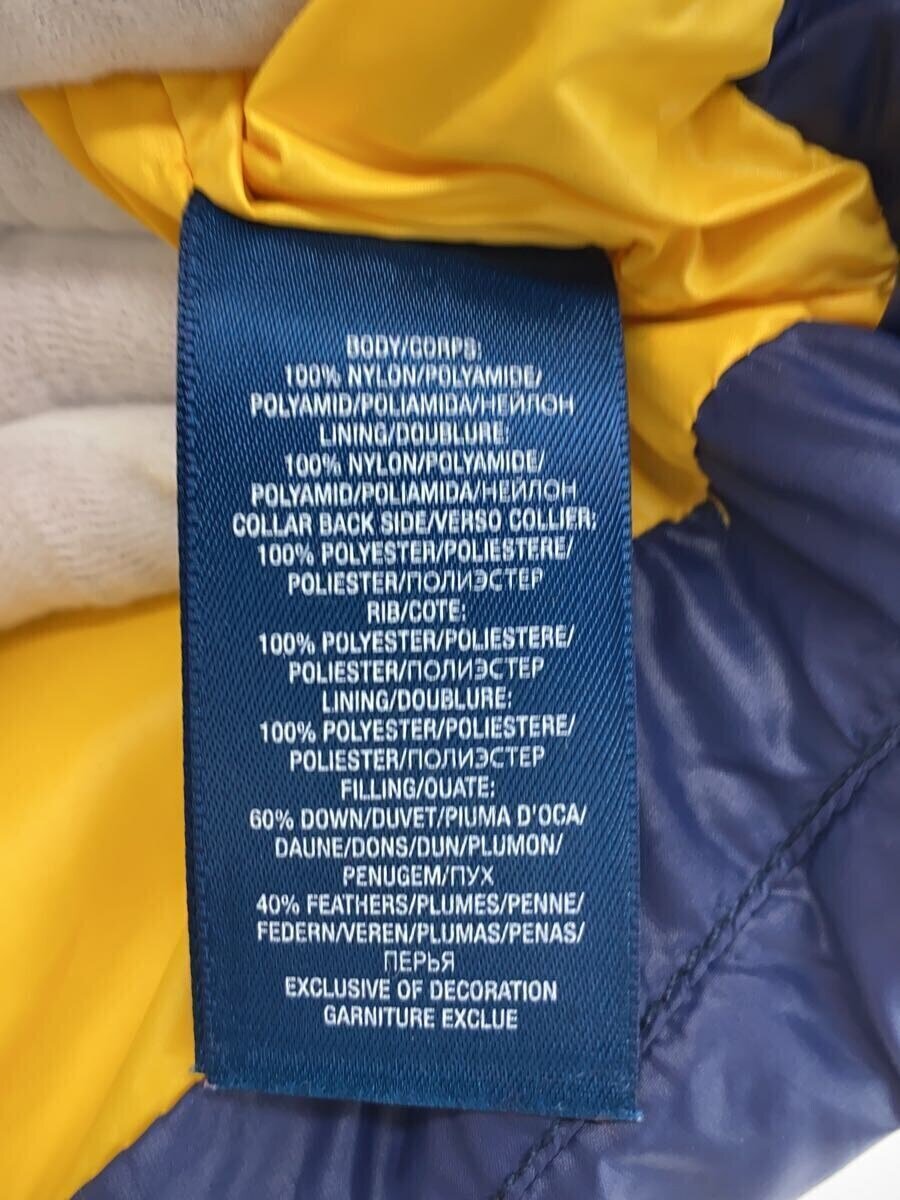 BODY/CORPS:
100% NYLON/POLYAMIDE/
POLYAMID/POLIAMIDA/НЕЙЛОН
LINING/DOUBLURE:
100% NYLON/POLYAMIDE/
POLYAMID/POLIAMIDA/НЕЙЛОН
COLLAR BACK SIDE/VERSO COLLIER:
100% POLYESTER/POLIESTERE/
POLIESTER/ПОЛИЭСТЕР
RIB/COTE:
100% POLYESTER/POLIESTERE/
POLIESTER/ПОЛИЭСТЕР
LINING/DOUBLURE:
100% POLYESTER/POLIESTERE/
POLIESTER/ПОЛИЭСТЕР
FILLING/OUATE:
60% DOWN/DUVET/PIUMA D'OCA/
DAUNE/DONS/DUN/PLUMON/
PENUGEM/ПУХ
40% FEATHERS/PLUMES/PENNE/
FEDERN/VEREN/PLUMAS/PENAS/
ПЕРЬЯ
EXCLUSIVE OF DECORATION
GARNITURE EXCLUE